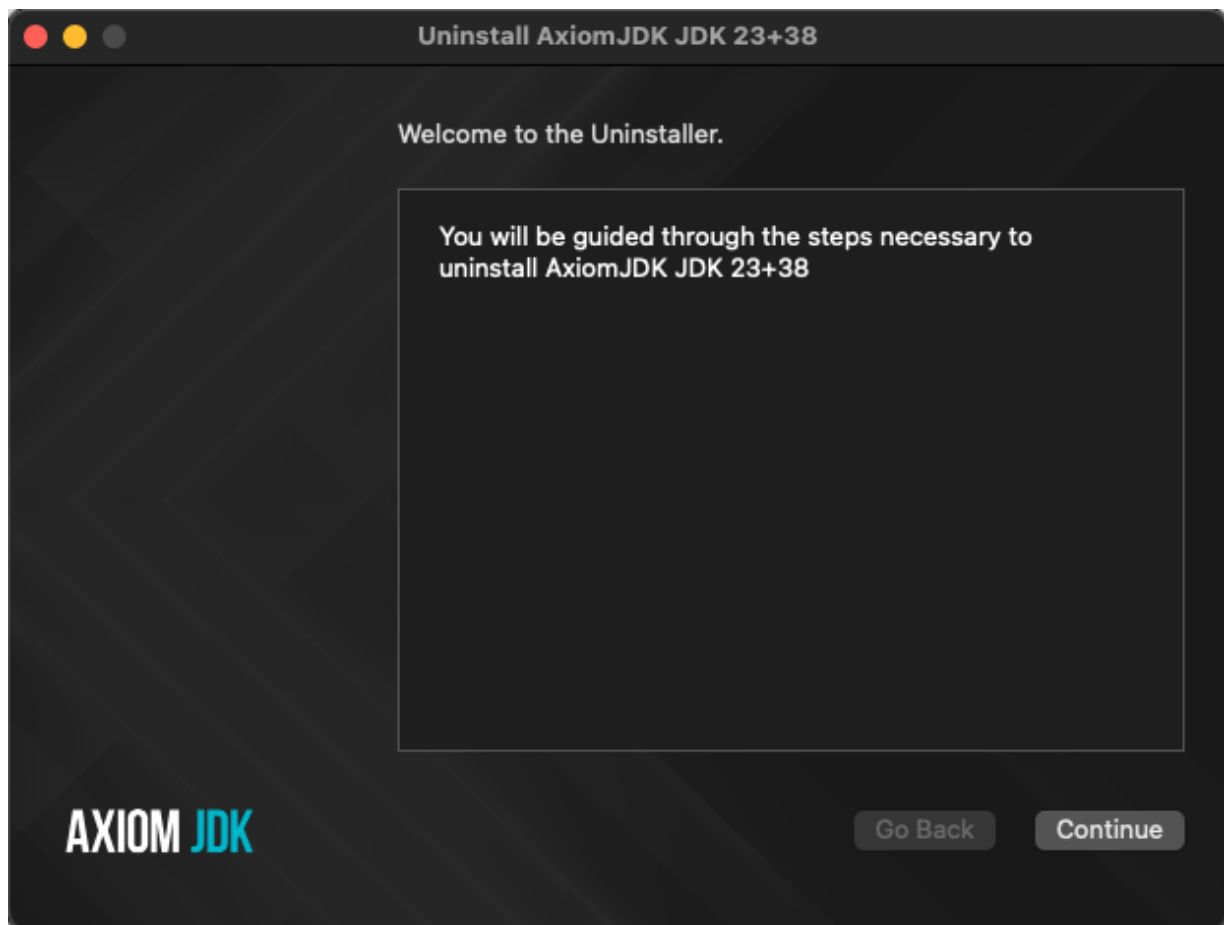 Uninstall AxiomJDK JDK 23+38
Welcome to the Uninstaller.
You will be guided through the steps necessary to
uninstall AxiomJDK JDK 23+38
AXIOM JDK
Go Back
Continue